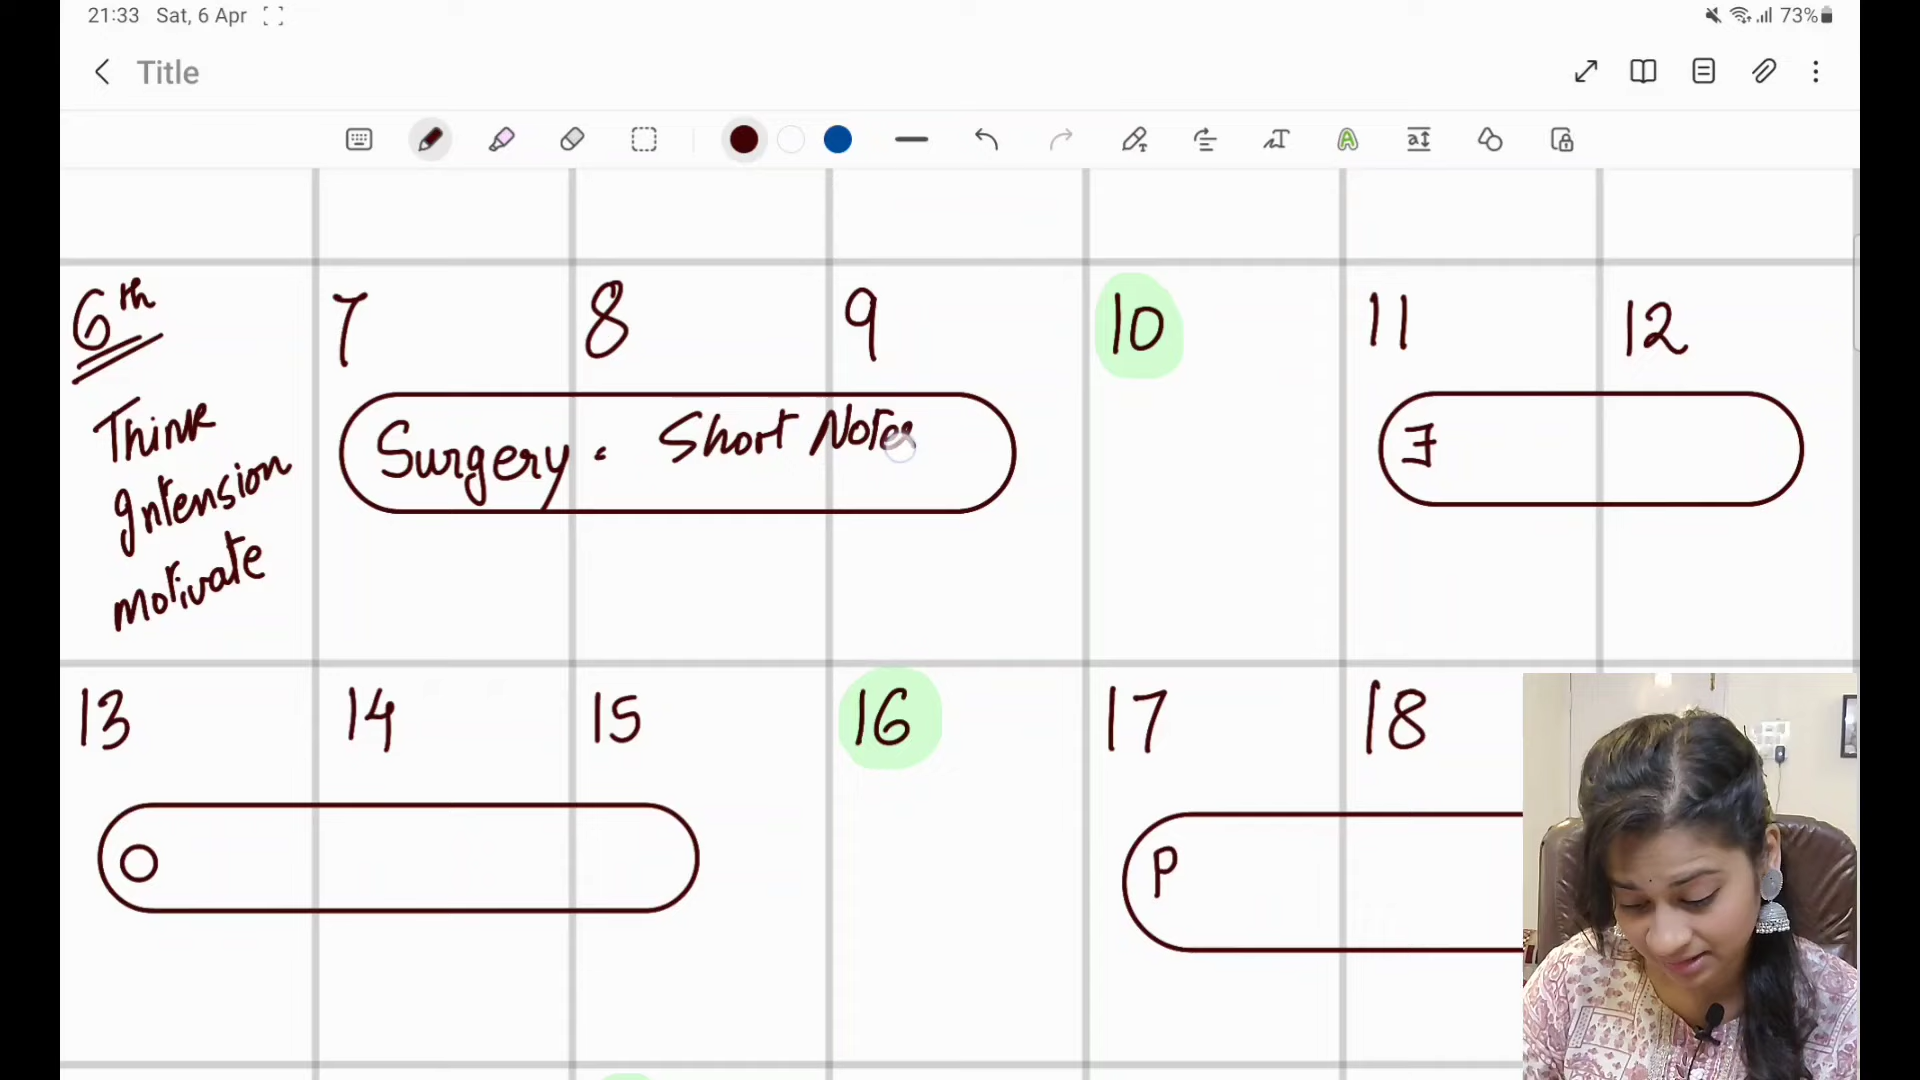 21:33 Sat, 6 Apr 73%
Title
6th 7 8 9 10 11 12
Think
Intension
motivate
Surgery. Short Notes
E
13 14 15 16 17 18
O
P